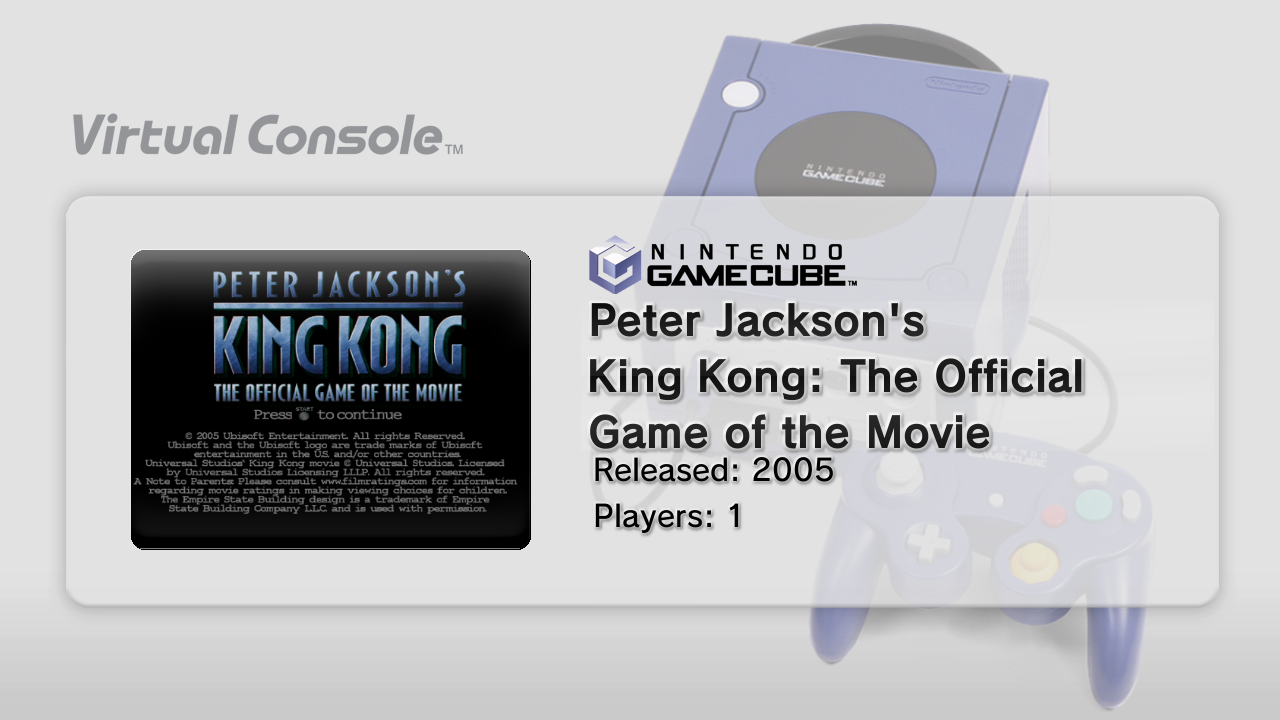 Nintendo
NINTENDO
GAMECUBE
Virtual Console™
NINTENDO
GAMECUBE™
PETER JACKSON'S
KING KONG
THE OFFICIAL GAME OF THE MOVIE
Press START to continue
© 2005 Ubisoft Entertainment. All rights Reserved.
Ubisoft and the Ubisoft logo are trade marks of Ubisoft
entertainment in the U.S. and/or other countries.
Universal Studios' King Kong movie © Universal Studios. Licensed
by Universal Studios Licensing LLLP. All rights reserved.
A Note to Parents: Please consult www.filmratings.com for information
regarding movie ratings in making viewing choices for children.
The Empire State Building design is a trademark of Empire
State Building Company L.L.C. and is used with permission.
Peter Jackson's
King Kong: The Official
Game of the Movie
Released: 2005
Players: 1
NINTENDO
GAMECUBE